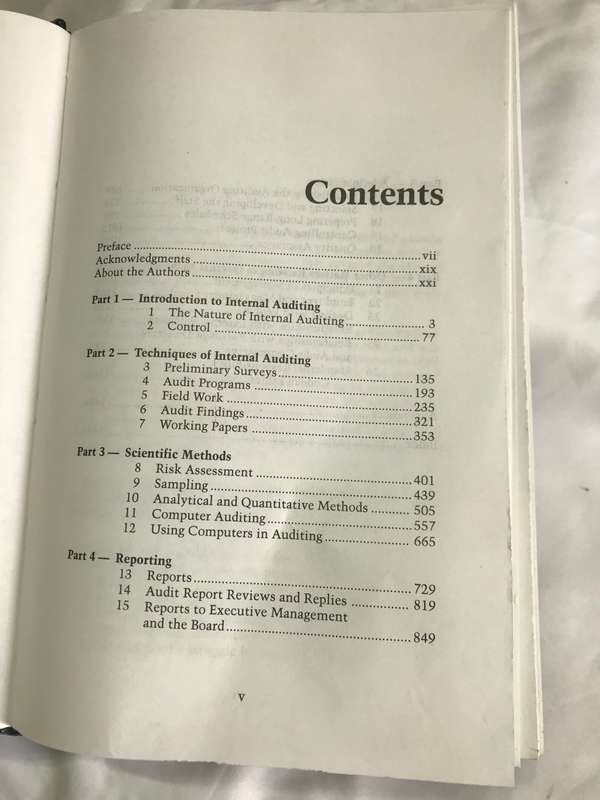 Contents
Preface ........ vii
Acknowledgments ........ xix
About the Authors ........ xxi
Part 1 — Introduction to Internal Auditing
1 The Nature of Internal Auditing ........ 3
2 Control ........ 77
Part 2 — Techniques of Internal Auditing
3 Preliminary Surveys ........ 135
4 Audit Programs ........ 193
5 Field Work ........ 235
6 Audit Findings ........ 321
7 Working Papers ........ 353
Part 3 — Scientific Methods
8 Risk Assessment ........ 401
9 Sampling ........ 439
10 Analytical and Quantitative Methods ........ 505
11 Computer Auditing ........ 557
12 Using Computers in Auditing ........ 665
Part 4 — Reporting
13 Reports ........ 729
14 Audit Report Reviews and Replies ........ 819
15 Reports to Executive Management
and the Board ........ 849
v